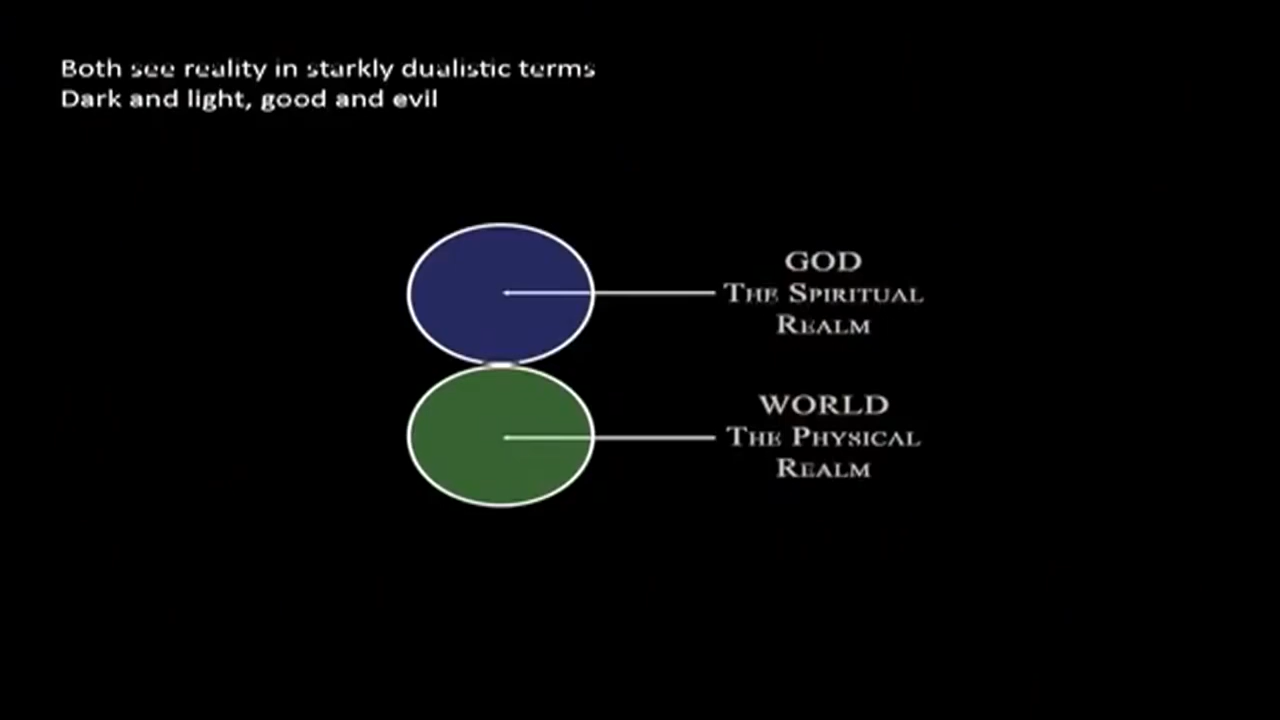 Both see reality in starkly dualistic terms
Dark and light, good and evil
GOD
The Spiritual
Realm
WORLD
The Physical
Realm